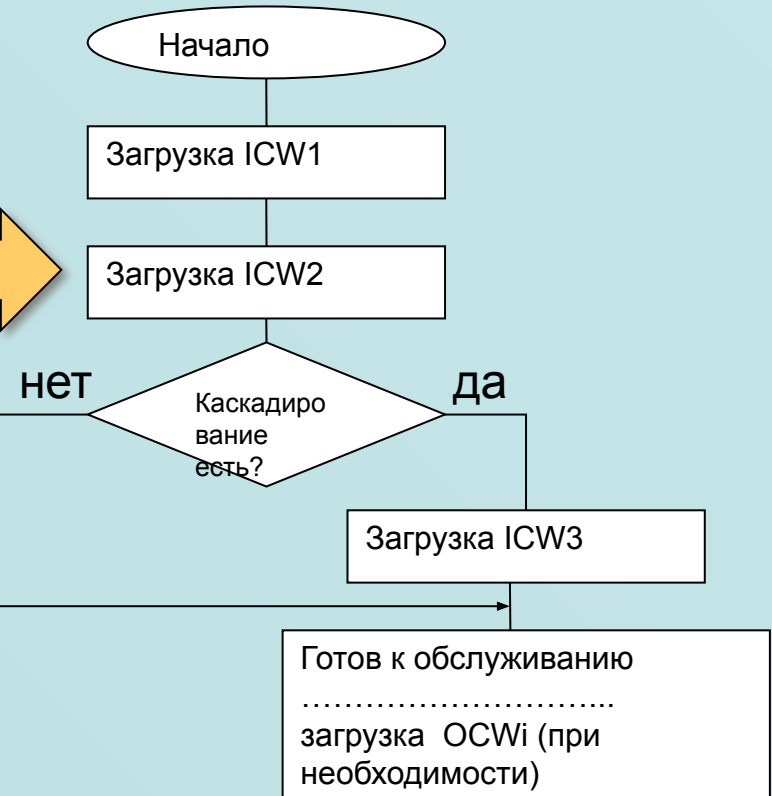 Начало
Загрузка ICW1
Загрузка ICW2
нет
да
Каскадиро
вание
есть?
Загрузка ICW3
Готов к обслуживанию
………………………...
загрузка OCWi (при
необходимости)